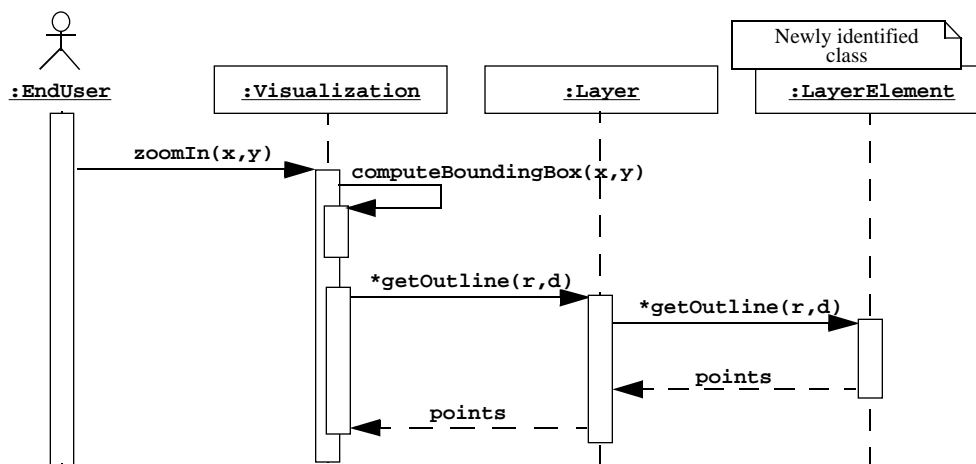 Newly identified
class
:EndUser
:Visualization
:Layer
:LayerElement
zoomIn(x,y)
computeBoundingBox(x,y)
*getOutline(r,d)
*getOutline(r,d)
points
points